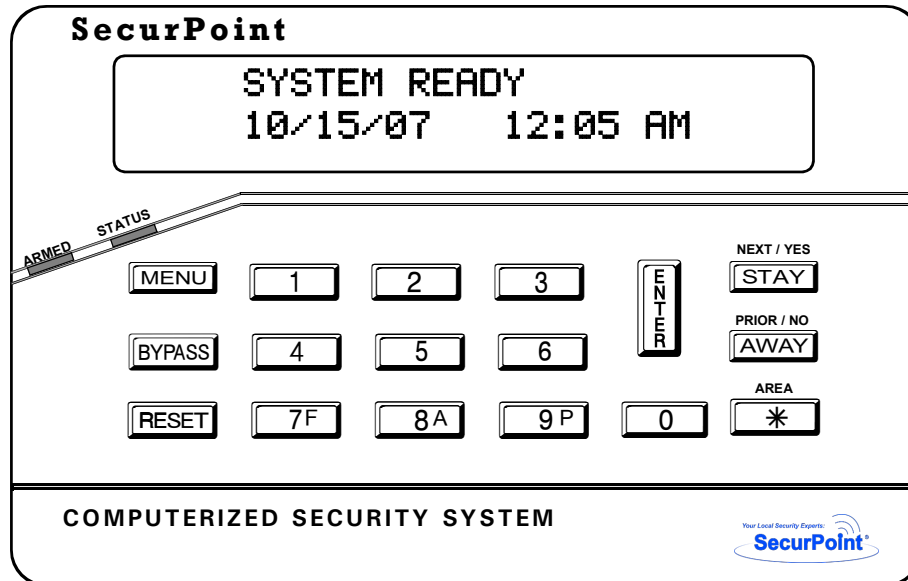 SecurPoint
SYSTEM READY
10/15/07 12:05 AM
ARMED
STATUS
NEXT / YES
MENU 1 2 3 ENTER STAY
PRIOR / NO
BYPASS 4 5 6 AWAY
AREA
RESET 7F 8A 9P 0 *
COMPUTERIZED SECURITY SYSTEM
Your Local Security Experts:
SecurPoint®